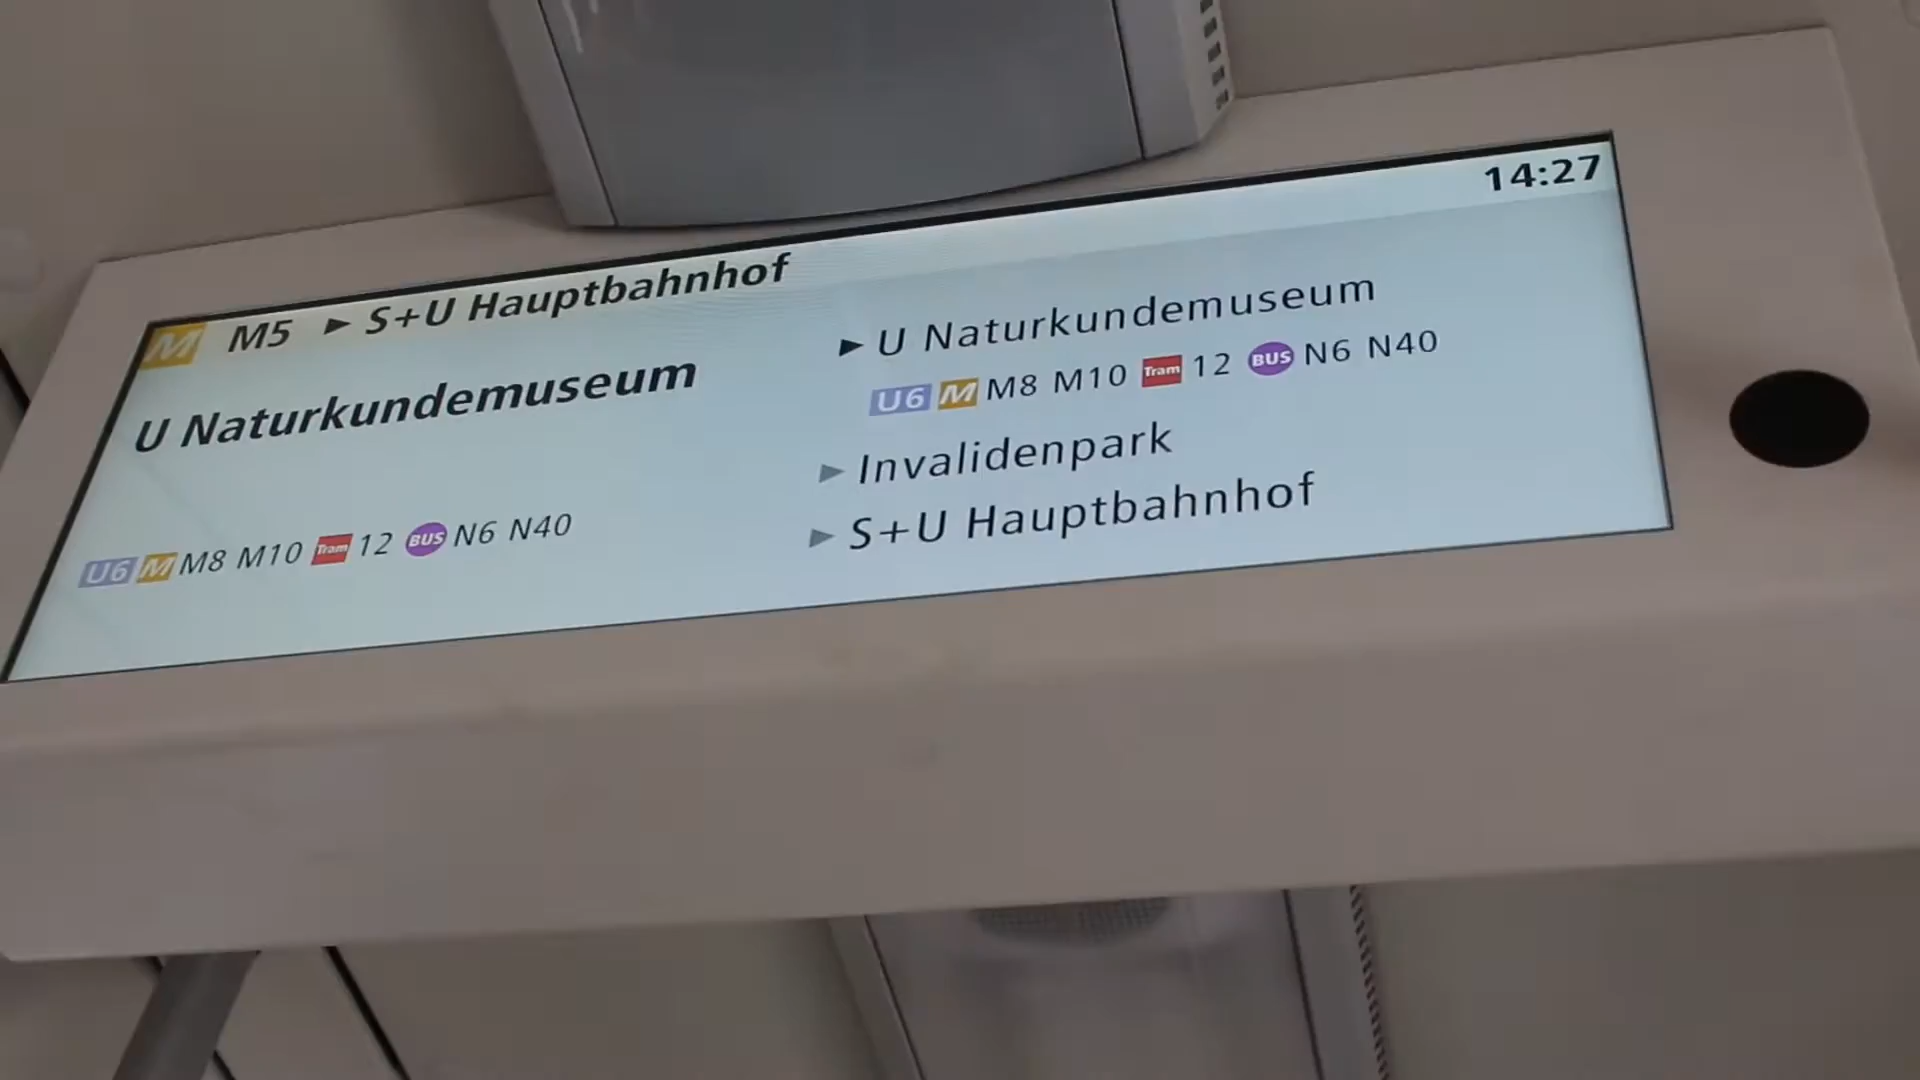 14:27
M M5 ► S+U Hauptbahnhof
U Naturkundemuseum
U6 M M8 M10 Tram 12 BUS N6 N40
► U Naturkundemuseum
U6 M M8 M10 Tram 12 BUS N6 N40
► Invalidenpark
► S+U Hauptbahnhof